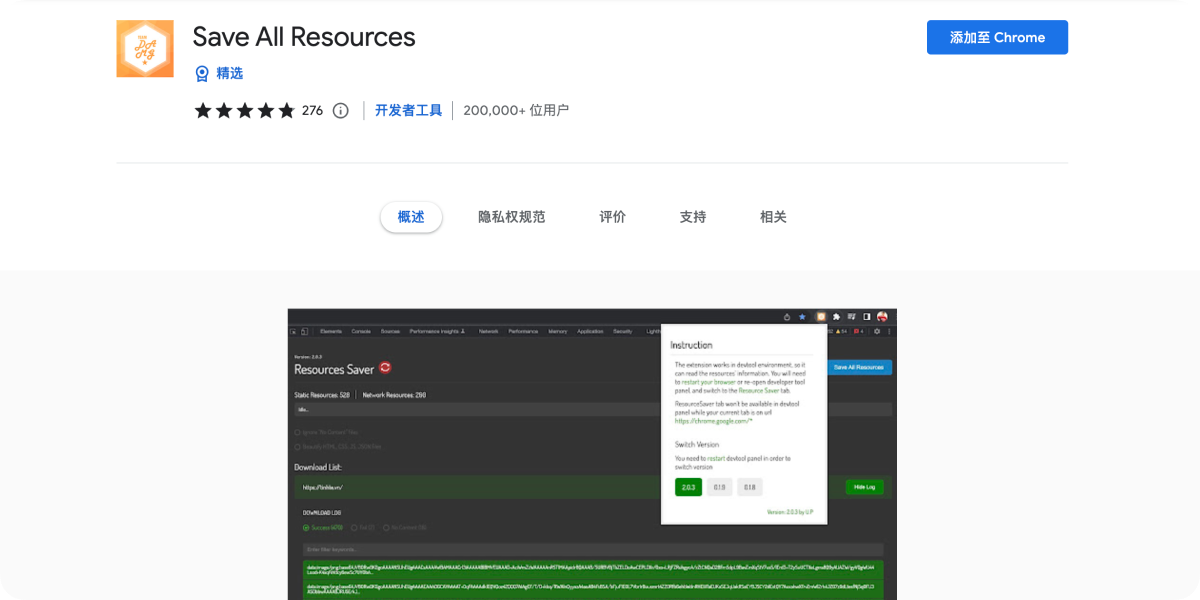 Save All Resources
添加至 Chrome
精选
276
开发者工具
200,000+ 位用户
概述
隐私权规范
评价
支持
相关
Elements Console Sources Performance insights Network Performance Memory Application Security
Version: 2.0.3
Resources Saver
Save All Resources
Static Resources: 528 Network Resources: 280
Idle...
Download List:
https://tinhte.vn/
Hide Log
DOWNLOAD LOG
Enter filter keywords...
Instruction
The extension works in devtool environment, so it
can read the resources' information. You will need
to restart your browser or re-open developer tool
panel, and switch to the Resource Saver tab.
ResourceSaver tab won't be available in devtool
panel while your current tab is on url
https://chrome.google.com/*
Switch Version
You need to restart devtool panel in order to
switch version
2.0.3
0.1.9
0.1.8
Version: 2.0.3 by UP